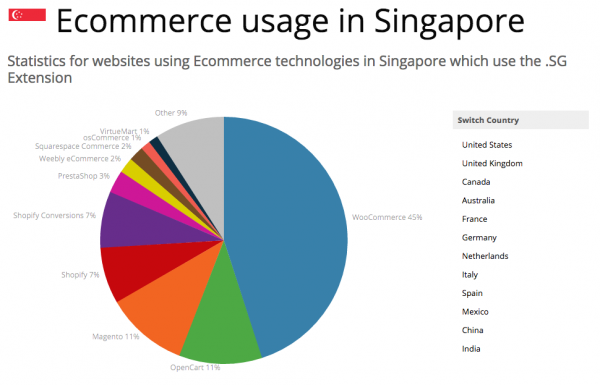 Ecommerce usage in Singapore
Statistics for websites using Ecommerce technologies in Singapore which use the .SG
Extension
Other 9%
VirtueMart 1%
osCommerce 1%
Squarespace Commerce 2%
Weebly eCommerce 2%
PrestaShop 3%
Shopify Conversions 7%
Shopify 7%
Magento 11%
OpenCart 11%
WooCommerce 45%
Switch Country
United States
United Kingdom
Canada
Australia
France
Germany
Netherlands
Italy
Spain
Mexico
China
India